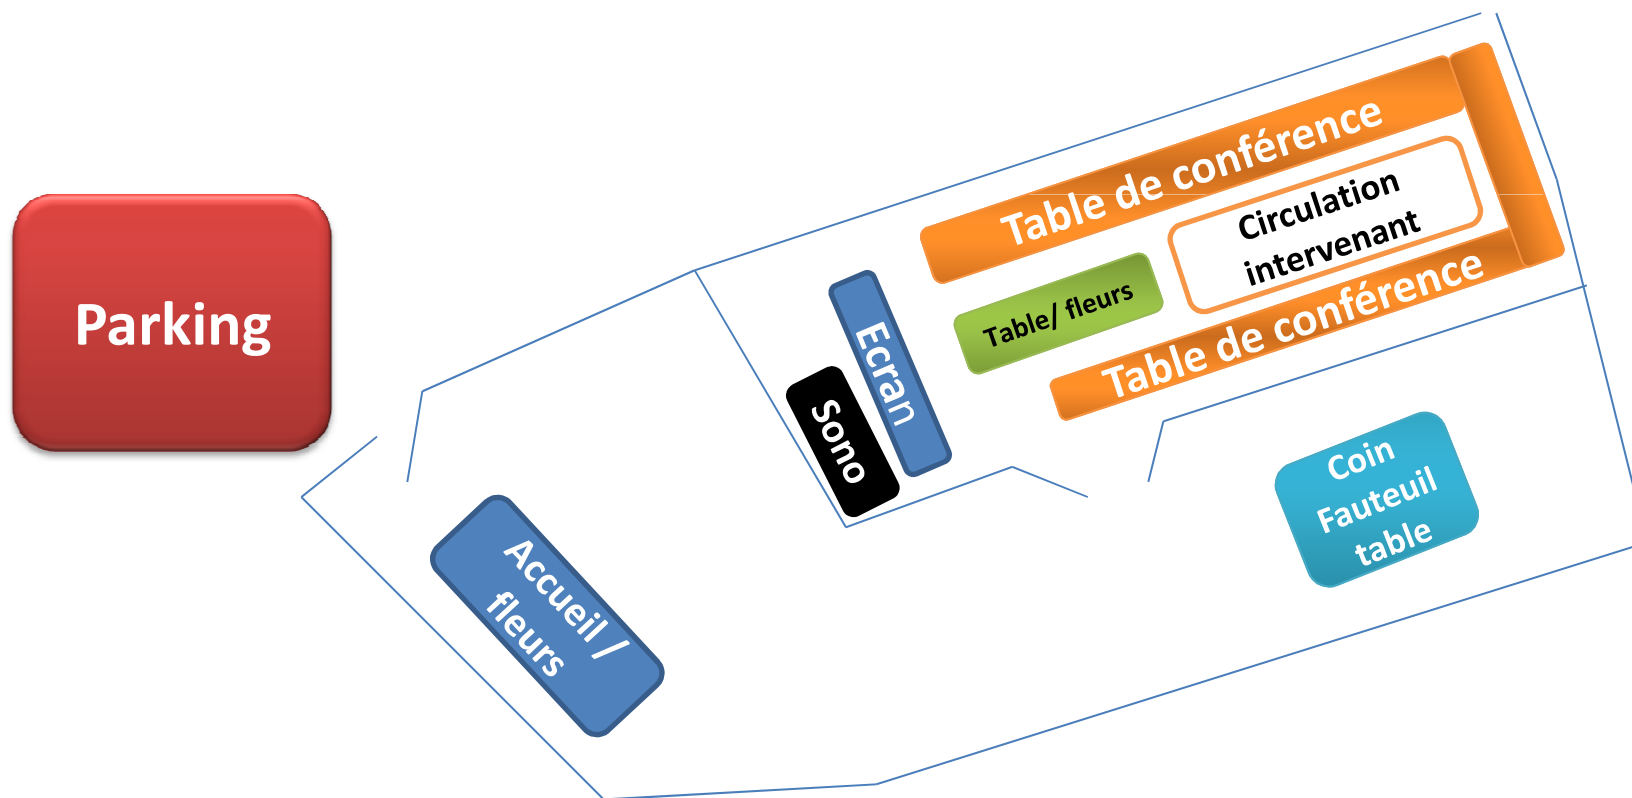 Parking
Accueil /
fleurs
Sono
Ecran
Table de conférence
Table/ fleurs
Circulation
intervenant
Table de conférence
Coin
Fauteuil
table